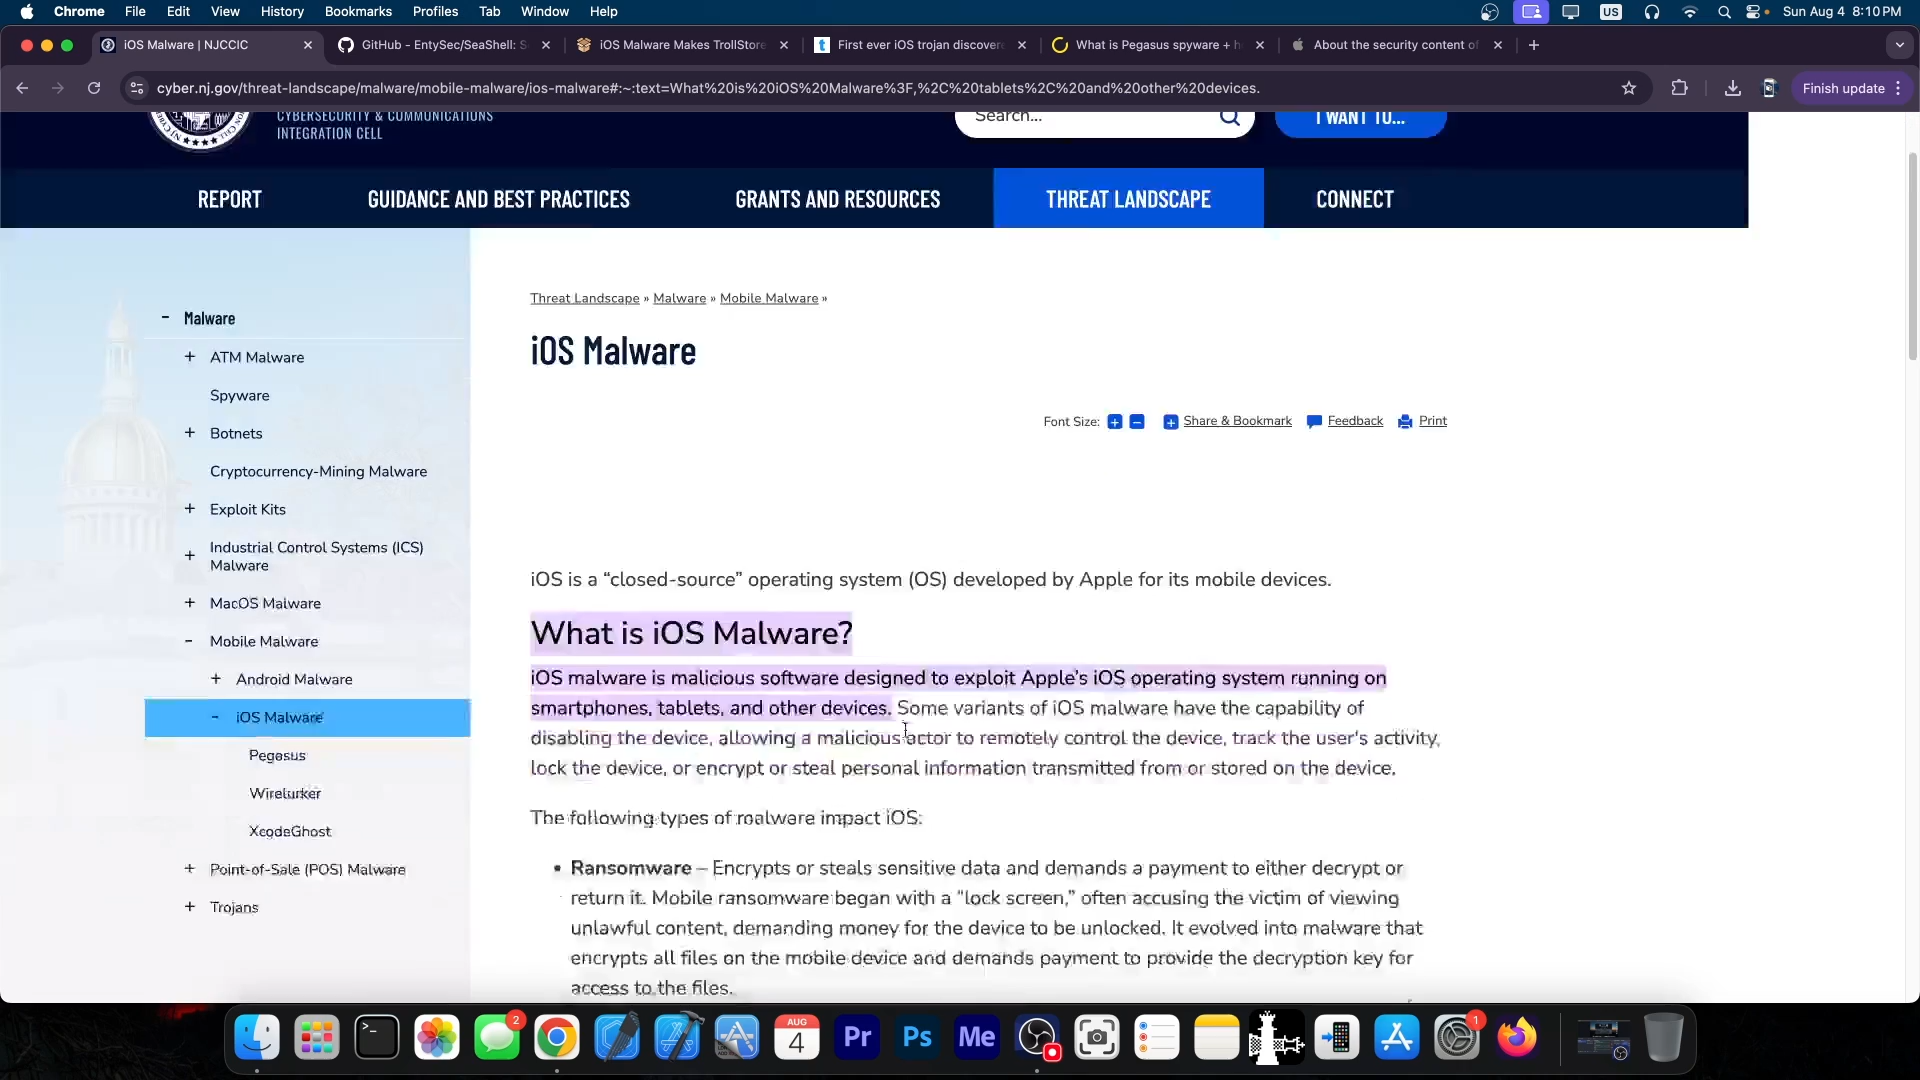 Chrome File Edit View History Bookmarks Profiles Tab Window Help US Sun Aug 4 8:10 PM
iOS Malware | NJCCIC
GitHub - EntySec/SeaShell: S
iOS Malware Makes TrollStore
First ever iOS trojan discovere
What is Pegasus spyware + h
About the security content of
cyber.nj.gov/threat-landscape/malware/mobile-malware/ios-malware#:~:text=What%20is%20iOS%20Malware%3F,%2C%20tablets%2C%20and%20other%20devices.
Finish update
CYBERSECURITY & COMMUNICATIONS
INTEGRATION CELL
Search...
I WANT TO...
REPORT GUIDANCE AND BEST PRACTICES GRANTS AND RESOURCES THREAT LANDSCAPE CONNECT
- Malware
+ ATM Malware
Spyware
+ Botnets
Cryptocurrency-Mining Malware
+ Exploit Kits
+ Industrial Control Systems (ICS)
Malware
+ MacOS Malware
- Mobile Malware
+ Android Malware
- iOS Malware
Pegasus
Wirelurker
XcodeGhost
+ Point-of-Sale (POS) Malware
+ Trojans
Threat Landscape » Malware » Mobile Malware »
iOS Malware
Font Size: + - Share & Bookmark Feedback Print
iOS is a “closed-source” operating system (OS) developed by Apple for its mobile devices.
What is iOS Malware?
iOS malware is malicious software designed to exploit Apple's iOS operating system running on
smartphones, tablets, and other devices. Some variants of iOS malware have the capability of
disabling the device, allowing a malicious actor to remotely control the device, track the user's activity,
lock the device, or encrypt or steal personal information transmitted from or stored on the device.
The following types of malware impact iOS:
• Ransomware – Encrypts or steals sensitive data and demands a payment to either decrypt or
return it. Mobile ransomware began with a “lock screen,” often accusing the victim of viewing
unlawful content, demanding money for the device to be unlocked. It evolved into malware that
encrypts all files on the mobile device and demands payment to provide the decryption key for
access to the files.
2
AUG
4
Pr
Ps
Me
1